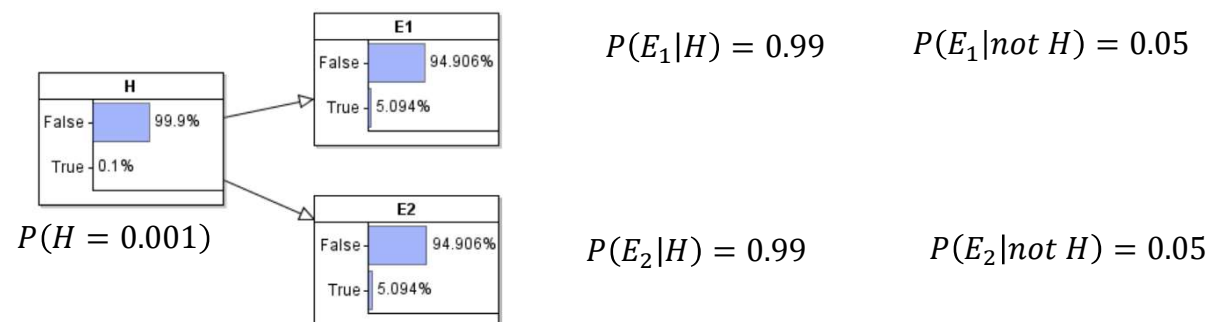 E1
False 94.906%
True 5.094%
P(E₁|H) = 0.99
P(E₁|not H) = 0.05
H
False 99.9%
True 0.1%
P(H = 0.001)
E2
False 94.906%
True 5.094%
P(E₂|H) = 0.99
P(E₂|not H) = 0.05